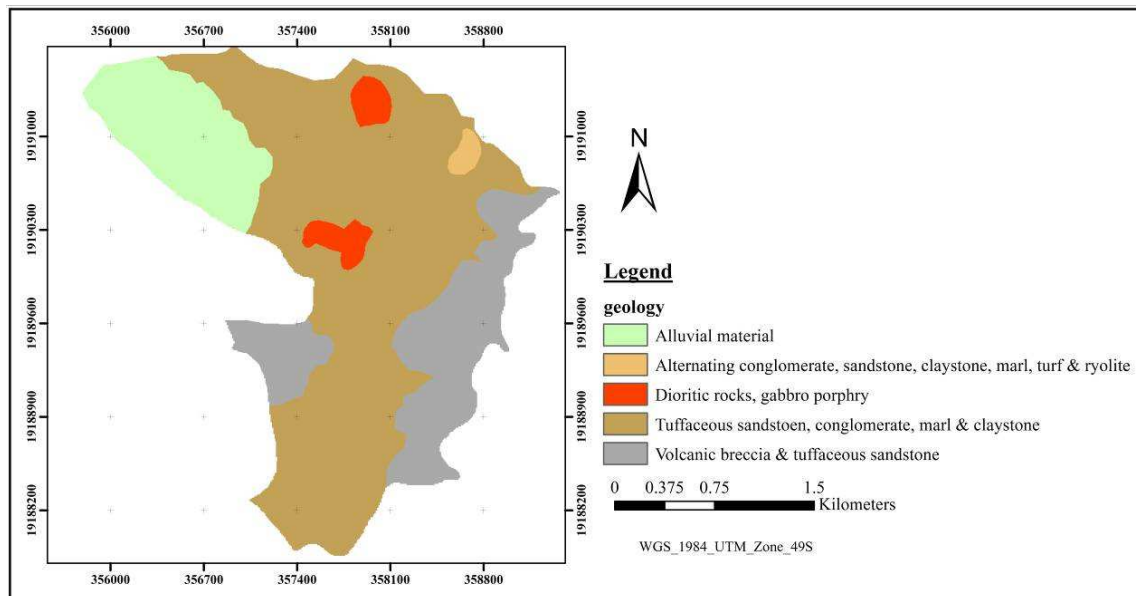 356000 356700 357400 358100 358800
19191000
19190300
19189600
19188900
19188200
356000 356700 357400 358100 358800
N
Legend
geology
Alluvial material
Alternating conglomerate, sandstone, claystone, marl, turf & ryolite
Dioritic rocks, gabbro porphry
Tuffaceous sandstoen, conglomerate, marl & claystone
Volcanic breccia & tuffaceous sandstone
0 0.375 0.75 1.5
Kilometers
WGS_1984_UTM_Zone_49S
19191000
19190300
19189600
19188900
19188200